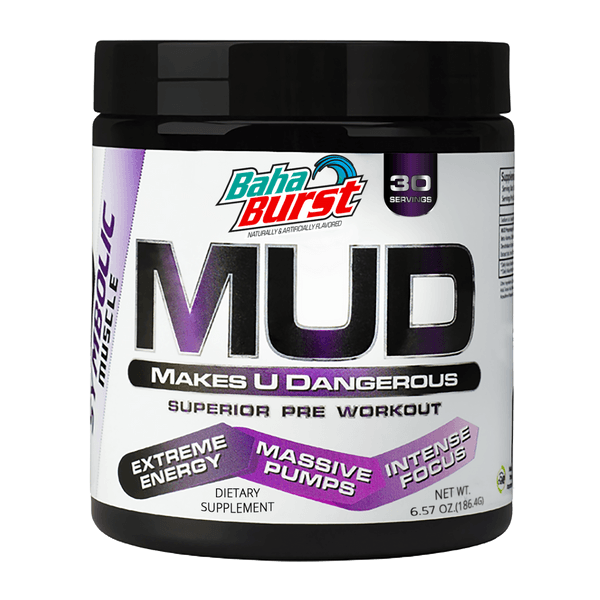 Baha
Burst
NATURALLY & ARTIFICIALLY FLAVORED
30
SERVINGS
MUD
MAKES U DANGEROUS
SUPERIOR PRE WORKOUT
EXTREME
ENERGY
MASSIVE
PUMPS
INTENSE
FOCUS
DIETARY
SUPPLEMENT
NET WT.
6.57 OZ.(186.4G)
MUSCLE